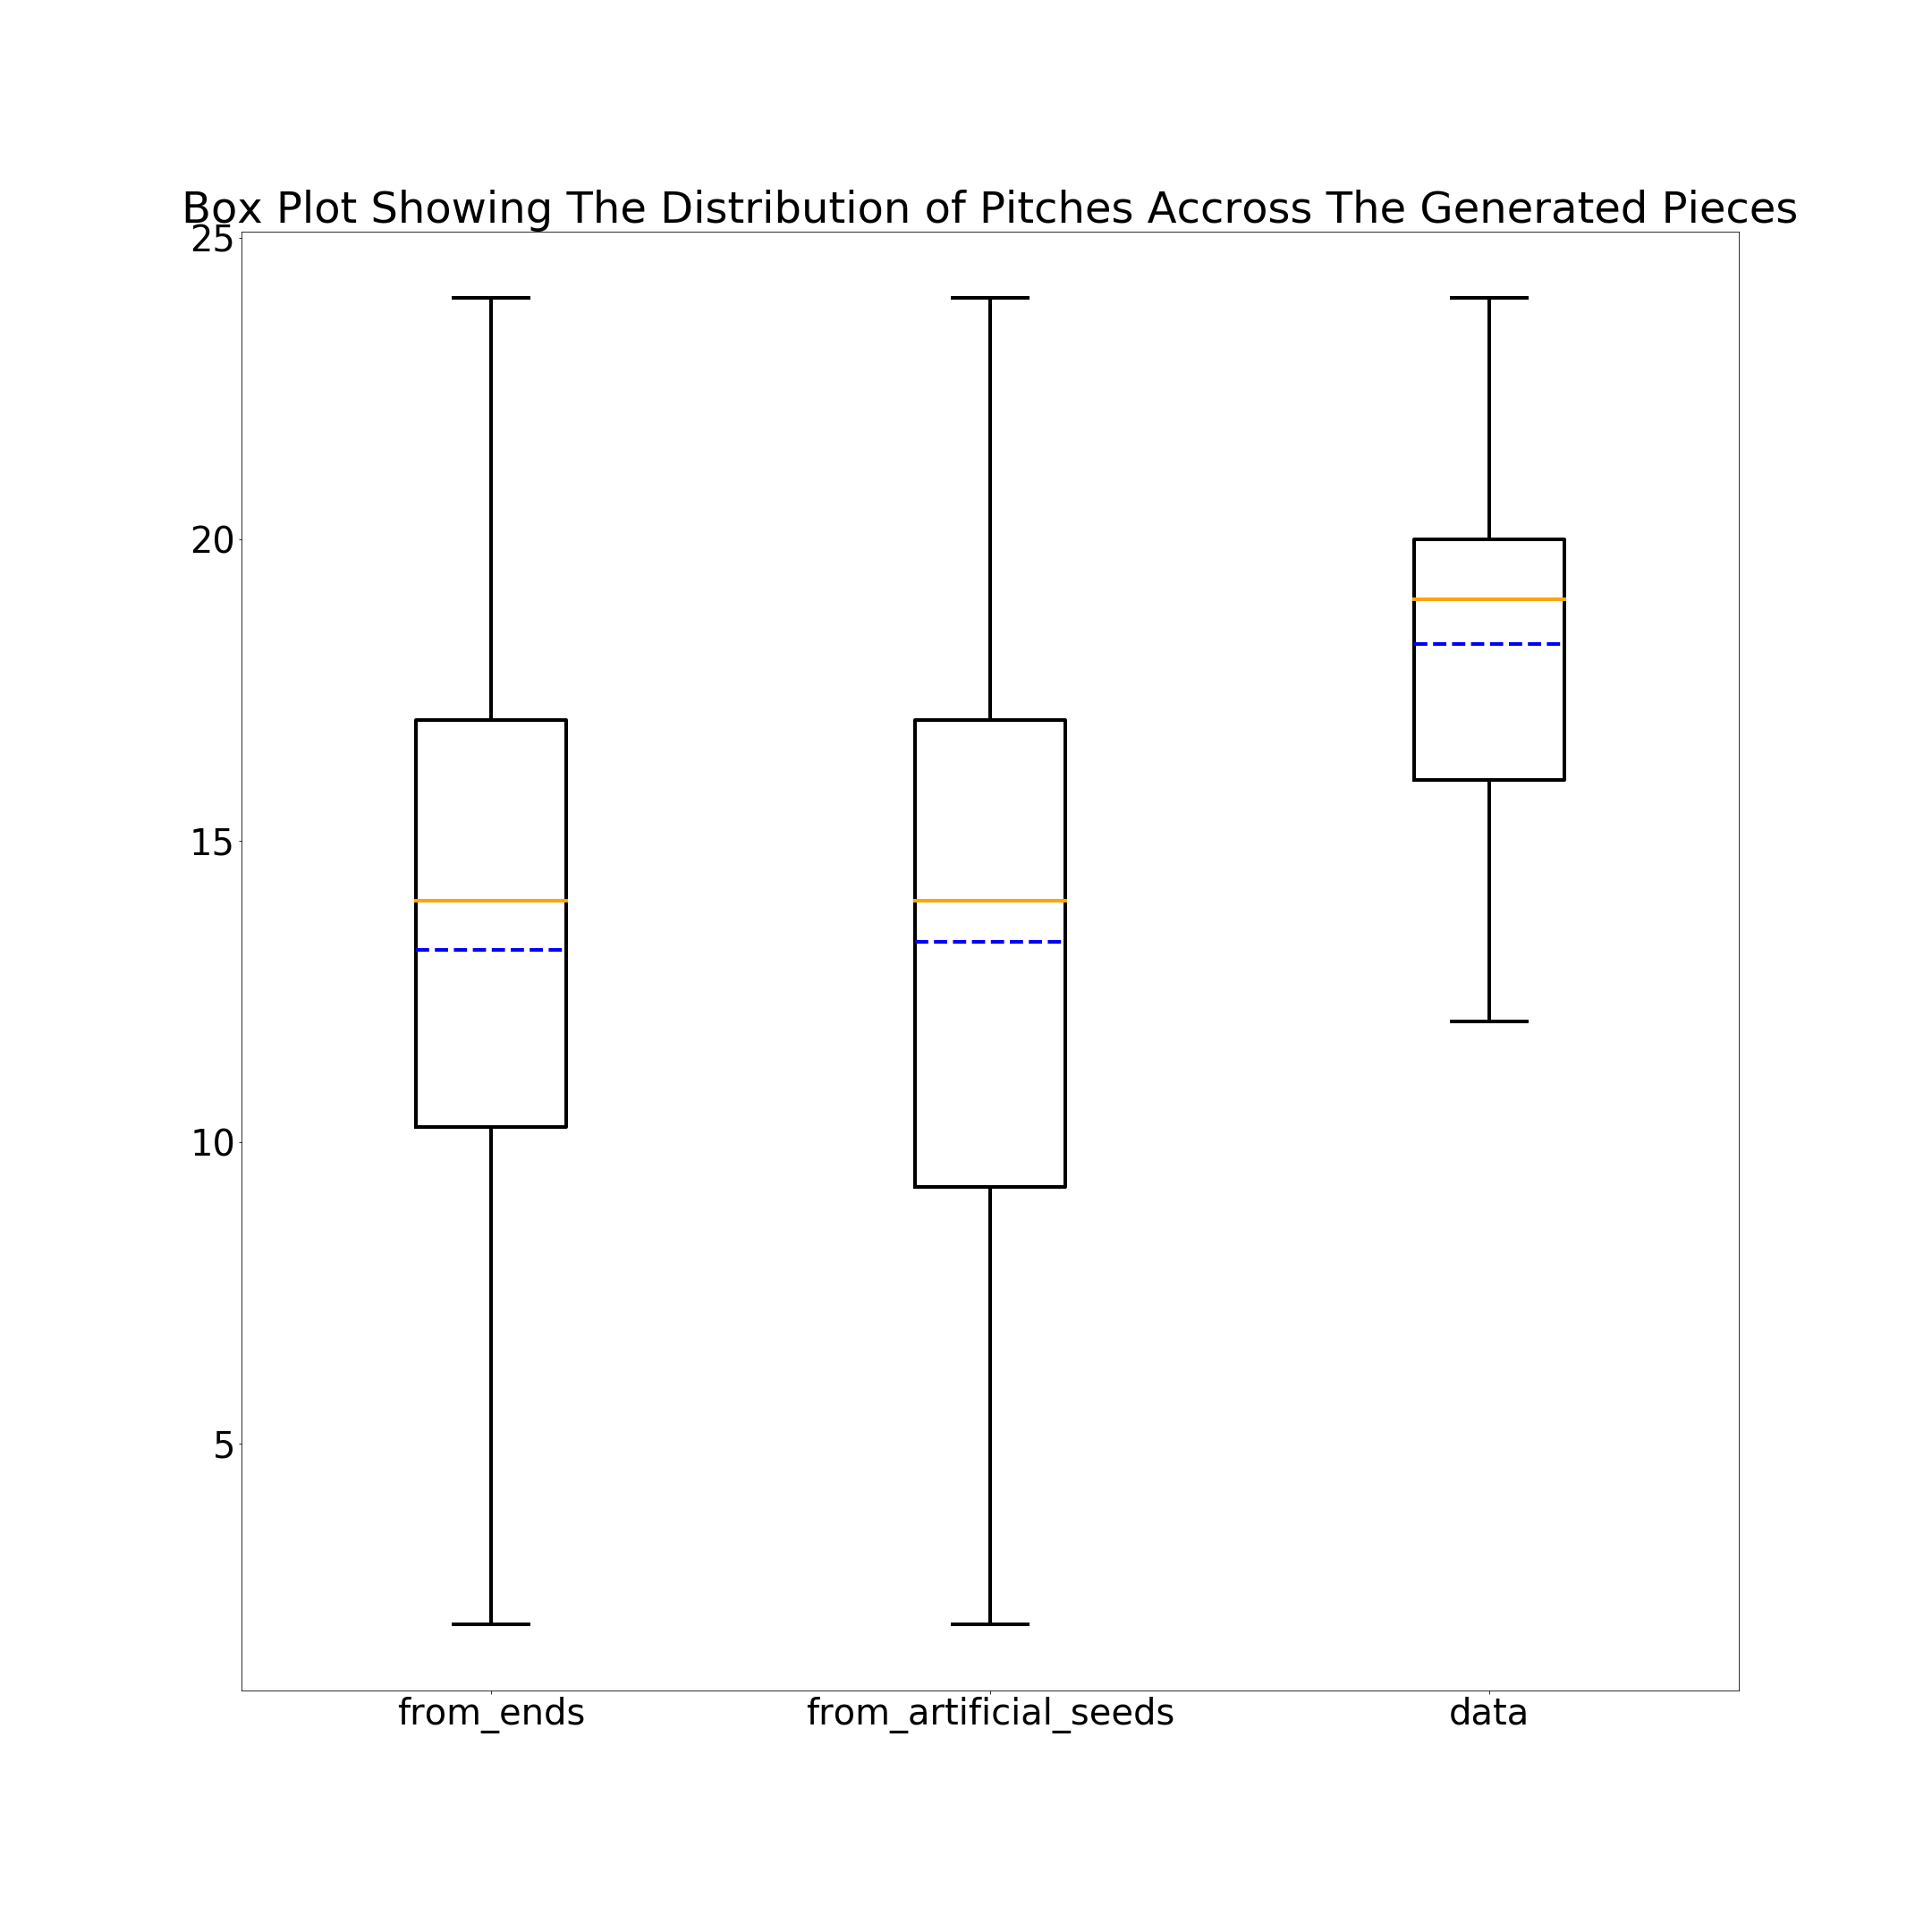 Box Plot Showing The Distribution of Pitches Accross The Generated Pieces
25
20
15
10
5
from_ends from_artificial_seeds data